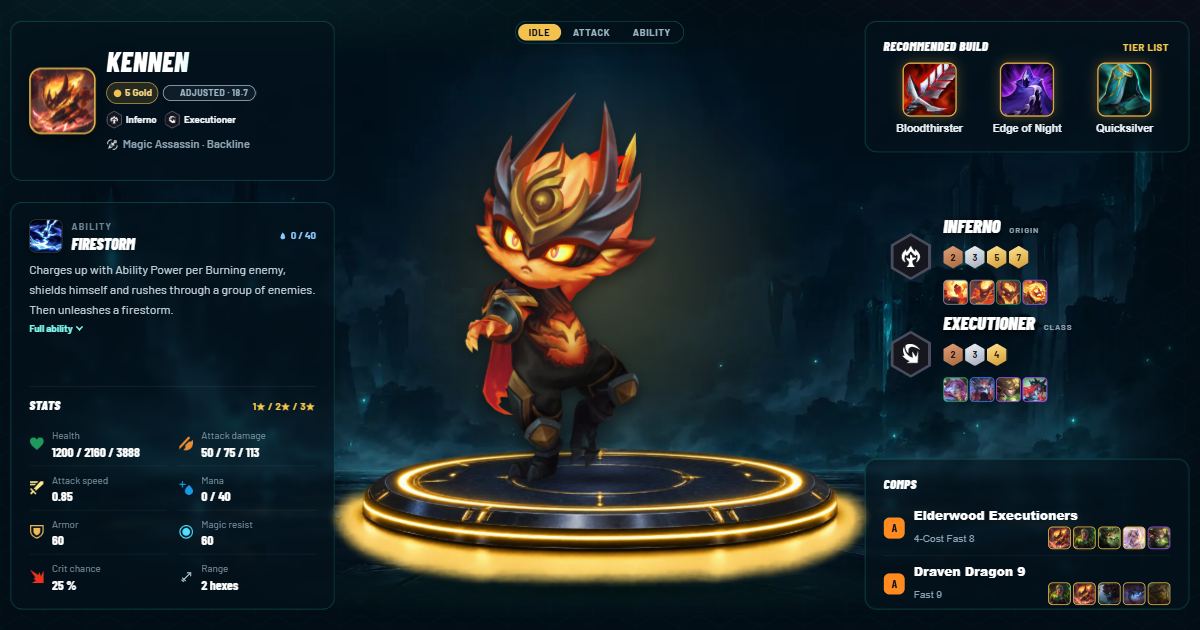 KENNEN
5 Gold
ADJUSTED · 18·7
Inferno
Executioner
Magic Assassin · Backline
ABILITY
FIRESTORM
0 / 40
Charges up with Ability Power per Burning enemy,
shields himself and rushes through a group of enemies.
Then unleashes a firestorm.
Full ability
STATS
1★ / 2★ / 3★
Health
1200 / 2160 / 3888
Attack damage
50 / 75 / 113
Attack speed
0.85
Mana
0 / 40
Armor
60
Magic resist
60
Crit chance
25 %
Range
2 hexes
IDLE
ATTACK
ABILITY
RECOMMENDED BUILD
TIER LIST
Bloodthirster
Edge of Night
Quicksilver
INFERNO
ORIGIN
2
3
5
7
EXECUTIONER
CLASS
2
3
4
COMPS
A
Elderwood Executioners
4-Cost Fast 8
A
Draven Dragon 9
Fast 9